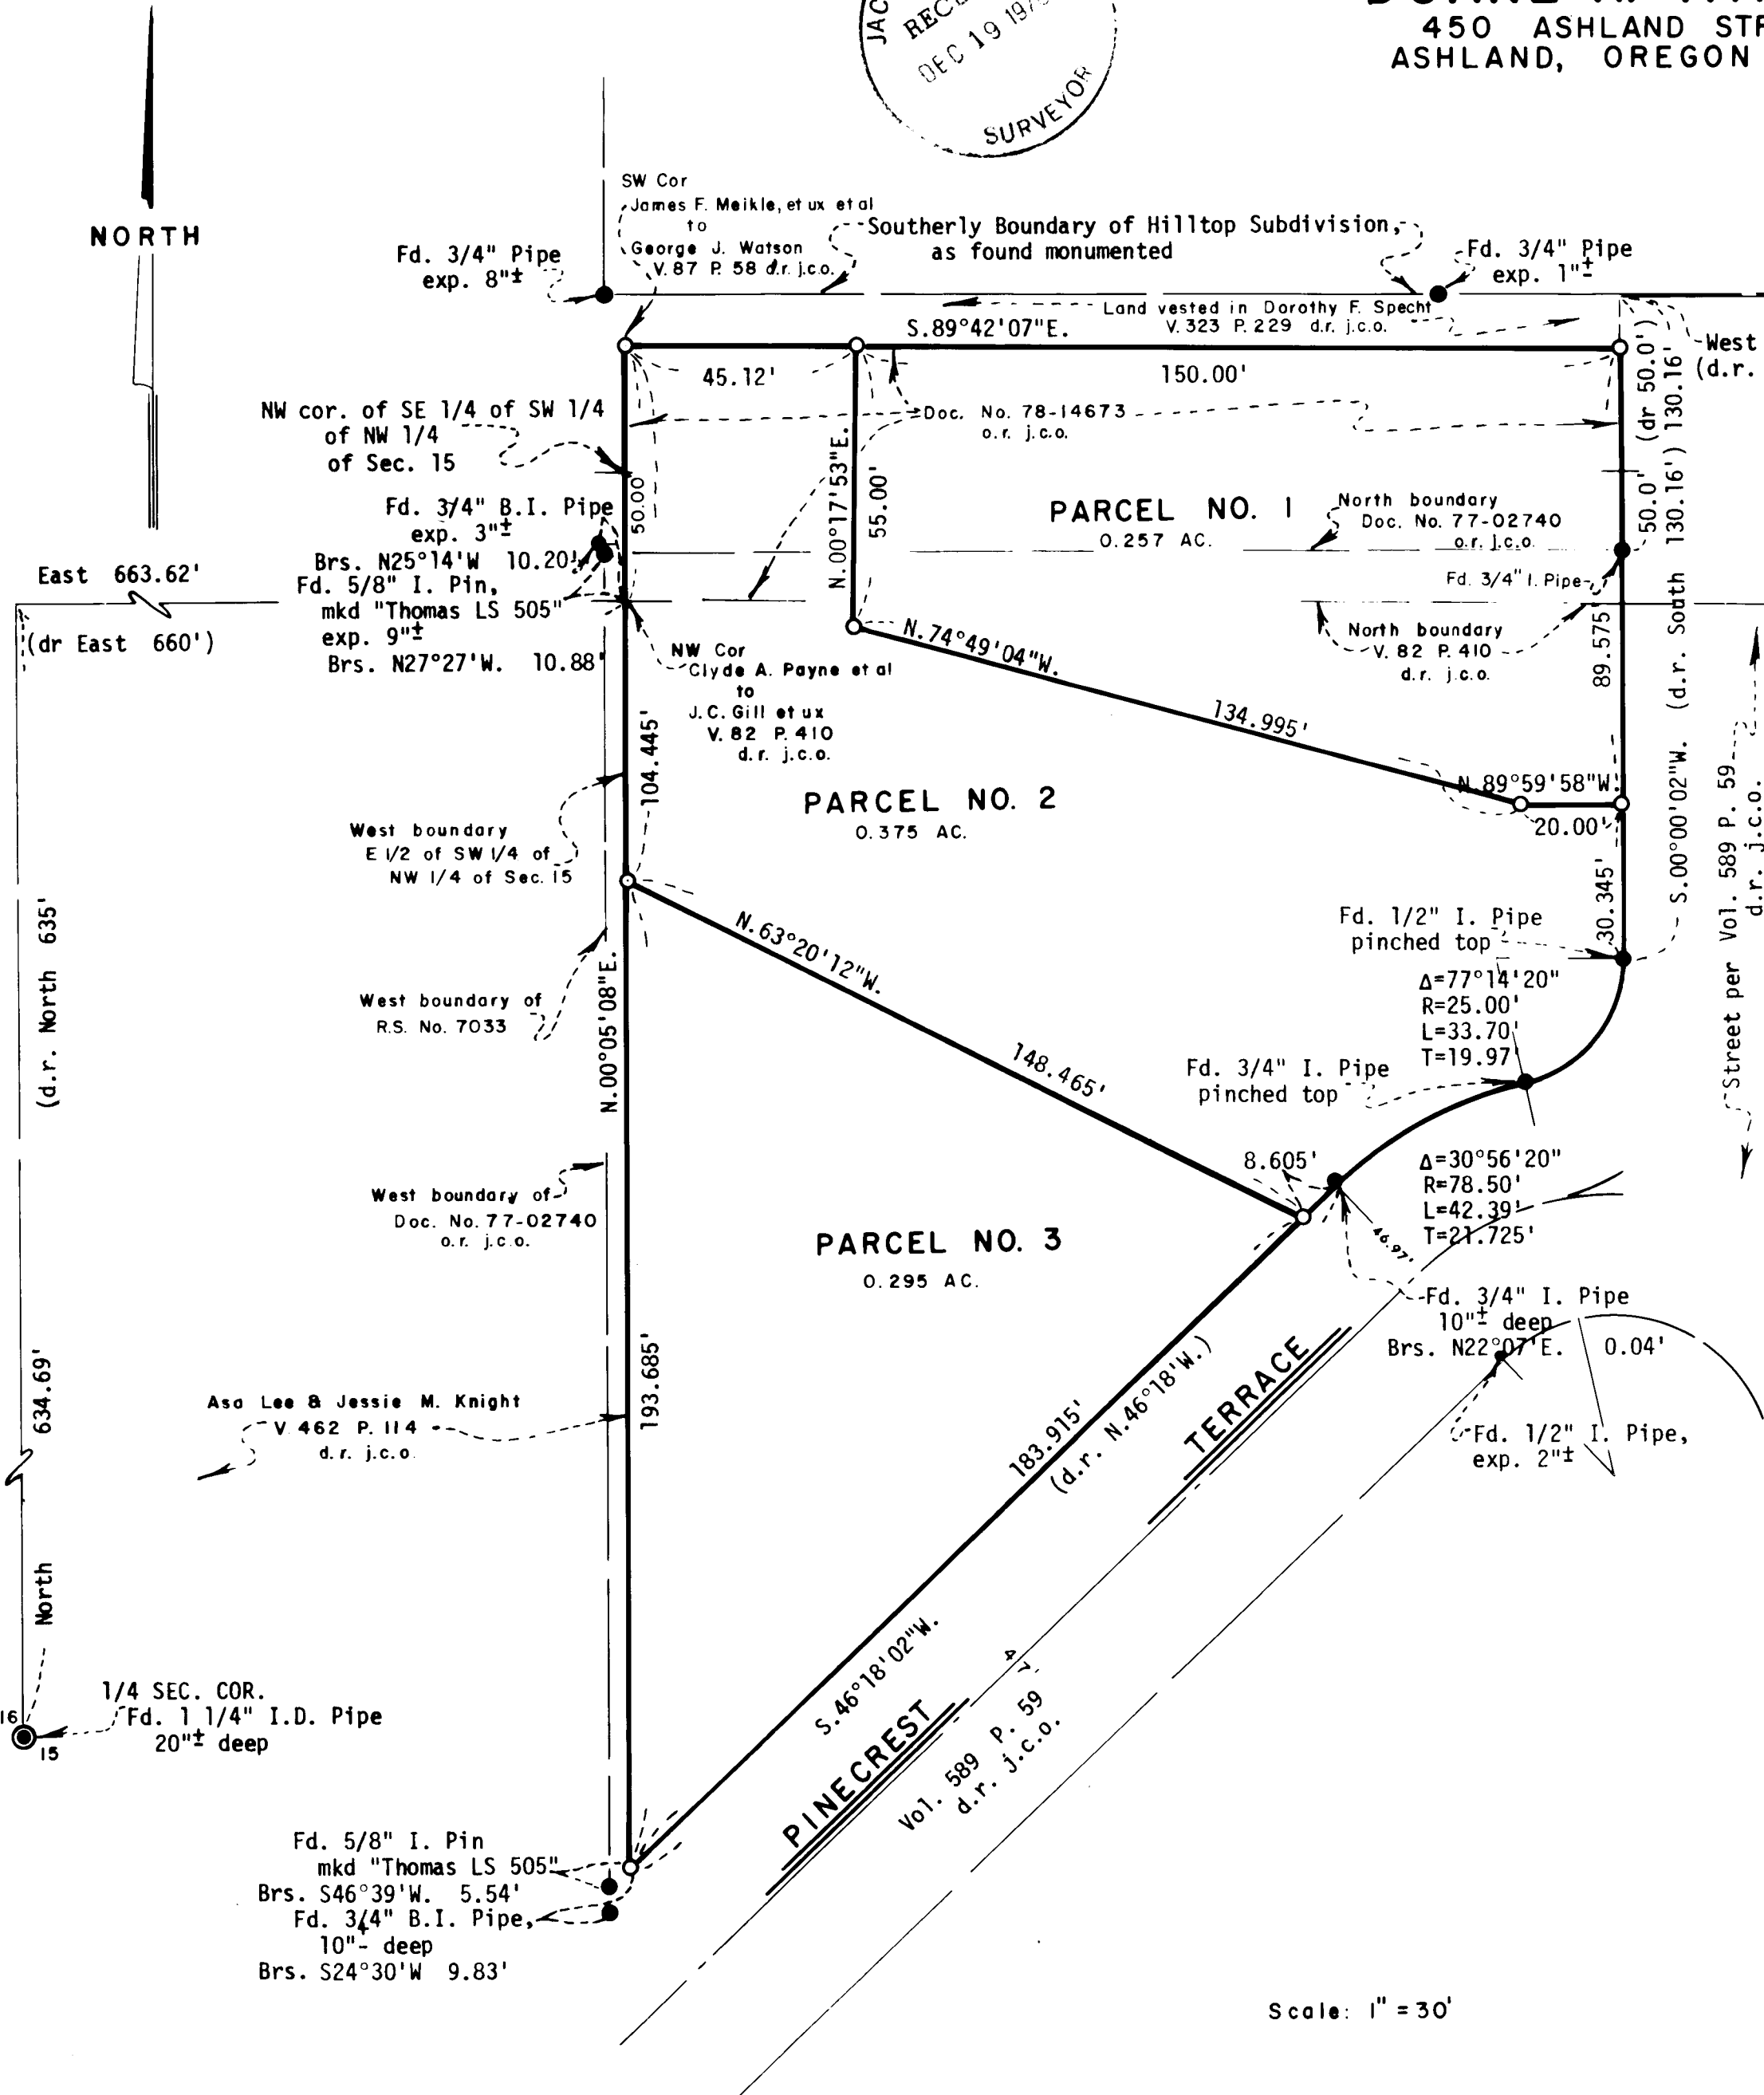 450 ASHLAND
ASHLAND, OREGON
DEC 19
SURVEYOR
NORTH
SW Cor
James F. Meikle, et ux et al
to
George J. Watson
V. 87 P. 58 d.r. j.c.o.
Southerly Boundary of Hilltop Subdivision,
as found monumented
Fd. 3/4" Pipe
exp. 8"±
Fd. 3/4" Pipe
exp. 1"±
Land vested in Dorothy F. Specht
V. 323 P. 229 d.r. j.c.o.
S.89°42'07"E.
West
(d.r.
45.12'
150.00'
(dr 50.0')
50.0'
130.16'
(d.r. South 130.16')
S.00°00'02"W.
NW cor. of SE 1/4 of SW 1/4
of NW 1/4
of Sec. 15
Doc. No. 78-14673
o.r. j.c.o.
50.00'
N.00°17'53"E.
55.00'
PARCEL NO. 1
0.257 AC.
North boundary
Doc. No. 77-02740
o.r. j.c.o.
Fd. 3/4" B.I. Pipe
exp. 3"±
Brs. N25°14'W 10.20'
Fd. 5/8" I. Pin,
mkd "Thomas LS 505"
exp. 9"±
Brs. N27°27'W. 10.88'
East 663.62'
(dr East 660')
Fd. 3/4" I. Pipe
North boundary
V. 82 P. 410
d.r. j.c.o.
89.575'
NW Cor
Clyde A. Payne et al
to
J.C. Gill et ux
V. 82 P. 410
d.r. j.c.o.
N.74°49'04"W.
134.995'
N.89°59'58"W.
20.00'
104.445'
PARCEL NO. 2
0.375 AC.
West boundary
E 1/2 of SW 1/4 of
NW 1/4 of Sec. 15
30.345'
Street per Vol. 589 P. 59
d.r. j.c.o.
(d.r. North 635')
N.63°20'12"W.
148.465'
Fd. 1/2" I. Pipe
pinched top
Δ=77°14'20"
R=25.00'
L=33.70'
T=19.97'
West boundary of
R.S. No. 7033
N.00°05'08"E.
Fd. 3/4" I. Pipe
pinched top
8.605'
Δ=30°56'20"
R=78.50'
L=42.39'
T=21.725'
46.97'
West boundary of
Doc. No. 77-02740
o.r. j.c.o.
PARCEL NO. 3
0.295 AC.
Fd. 3/4" I. Pipe
10"± deep
Brs. N22°07'E. 0.04'
634.69'
193.685'
Asa Lee & Jessie M. Knight
V. 462 P. 114
d.r. j.c.o.
183.915'
(d.r. N.46°18'W.)
TERRACE
Fd. 1/2" I. Pipe,
exp. 2"±
North
S.46°18'02"W.
47'
PINECREST
Vol. 589 P. 59
d.r. j.c.o.
1/4 SEC. COR.
Fd. 1 1/4" I.D. Pipe
20"± deep
16
15
Fd. 5/8" I. Pin
mkd "Thomas LS 505"
Brs. S46°39'W. 5.54'
Fd. 3/4" B.I. Pipe,
10"± deep
Brs. S24°30'W 9.83'
Scale: 1" = 30'